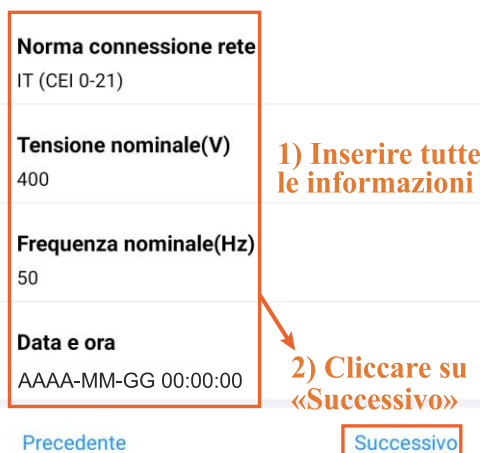 Norma connessione rete
IT (CEI 0-21)
Tensione nominale(V)
400
1) Inserire tutte
le informazioni
Frequenza nominale(Hz)
50
Data e ora
AAAA-MM-GG 00:00:00
2) Cliccare su
«Successivo»
Precedente
Successivo